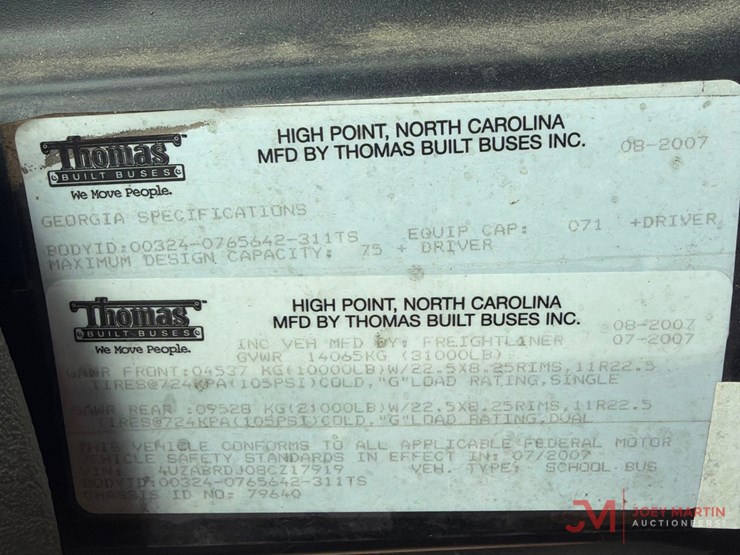 Thomas
BUILT BUSES
We Move People.
HIGH POINT, NORTH CAROLINA
MFD BY THOMAS BUILT BUSES INC.
08-2007
GEORGIA SPECIFICATIONS
EQUIP CAP: 071 +DRIVER
BODYID:00324-0765642-311TS
MAXIMUM DESIGN CAPACITY: 75 + DRIVER
Thomas
BUILT BUSES
We Move People.
HIGH POINT, NORTH CAROLINA
MFD BY THOMAS BUILT BUSES INC.
08-2007
INC VEH MFD BY: FREIGHTLINER 07-2007
GVWR 14065KG (31000LB)
GAWR FRONT:04537 KG(10000LB)W/22.5X8.25RIMS,11R22.5
TIRES@724KPA(105PSI)COLD,"G"LOAD RATING,SINGLE
GAWR REAR :09528 KG(21000LB)W/22.5X8.25RIMS,11R22.5
TIRES@724KPA(105PSI)COLD,"G"LOAD RATING,DUAL
THIS VEHICLE CONFORMS TO ALL APPLICABLE FEDERAL MOTOR
VEHICLE SAFETY STANDARDS IN EFFECT IN: 07/2007
VIN: 4UZABRDJ08CZ17919 VEH. TYPE: SCHOOL BUS
BODYID:00324-0765642-311TS
CHASSIS ID NO: 79640
JM JOEY MARTIN
AUCTIONEERS